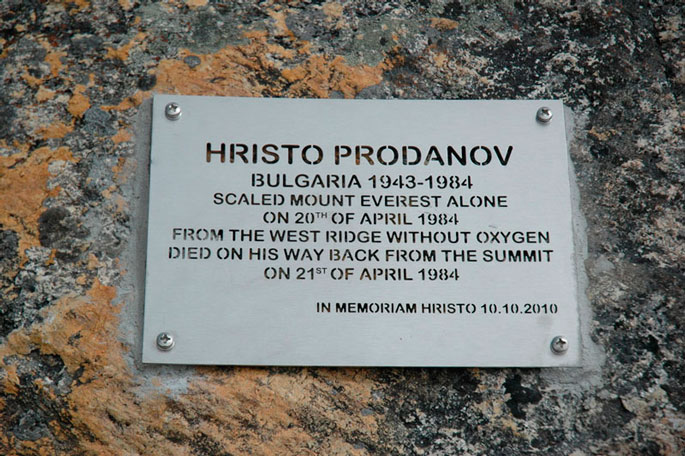 HRISTO PRODANOV
BULGARIA 1943-1984
SCALED MOUNT EVEREST ALONE
ON 20TH OF APRIL 1984
FROM THE WEST RIDGE WITHOUT OXYGEN
DIED ON HIS WAY BACK FROM THE SUMMIT
ON 21ST OF APRIL 1984
IN MEMORIAM HRISTO 10.10.2010